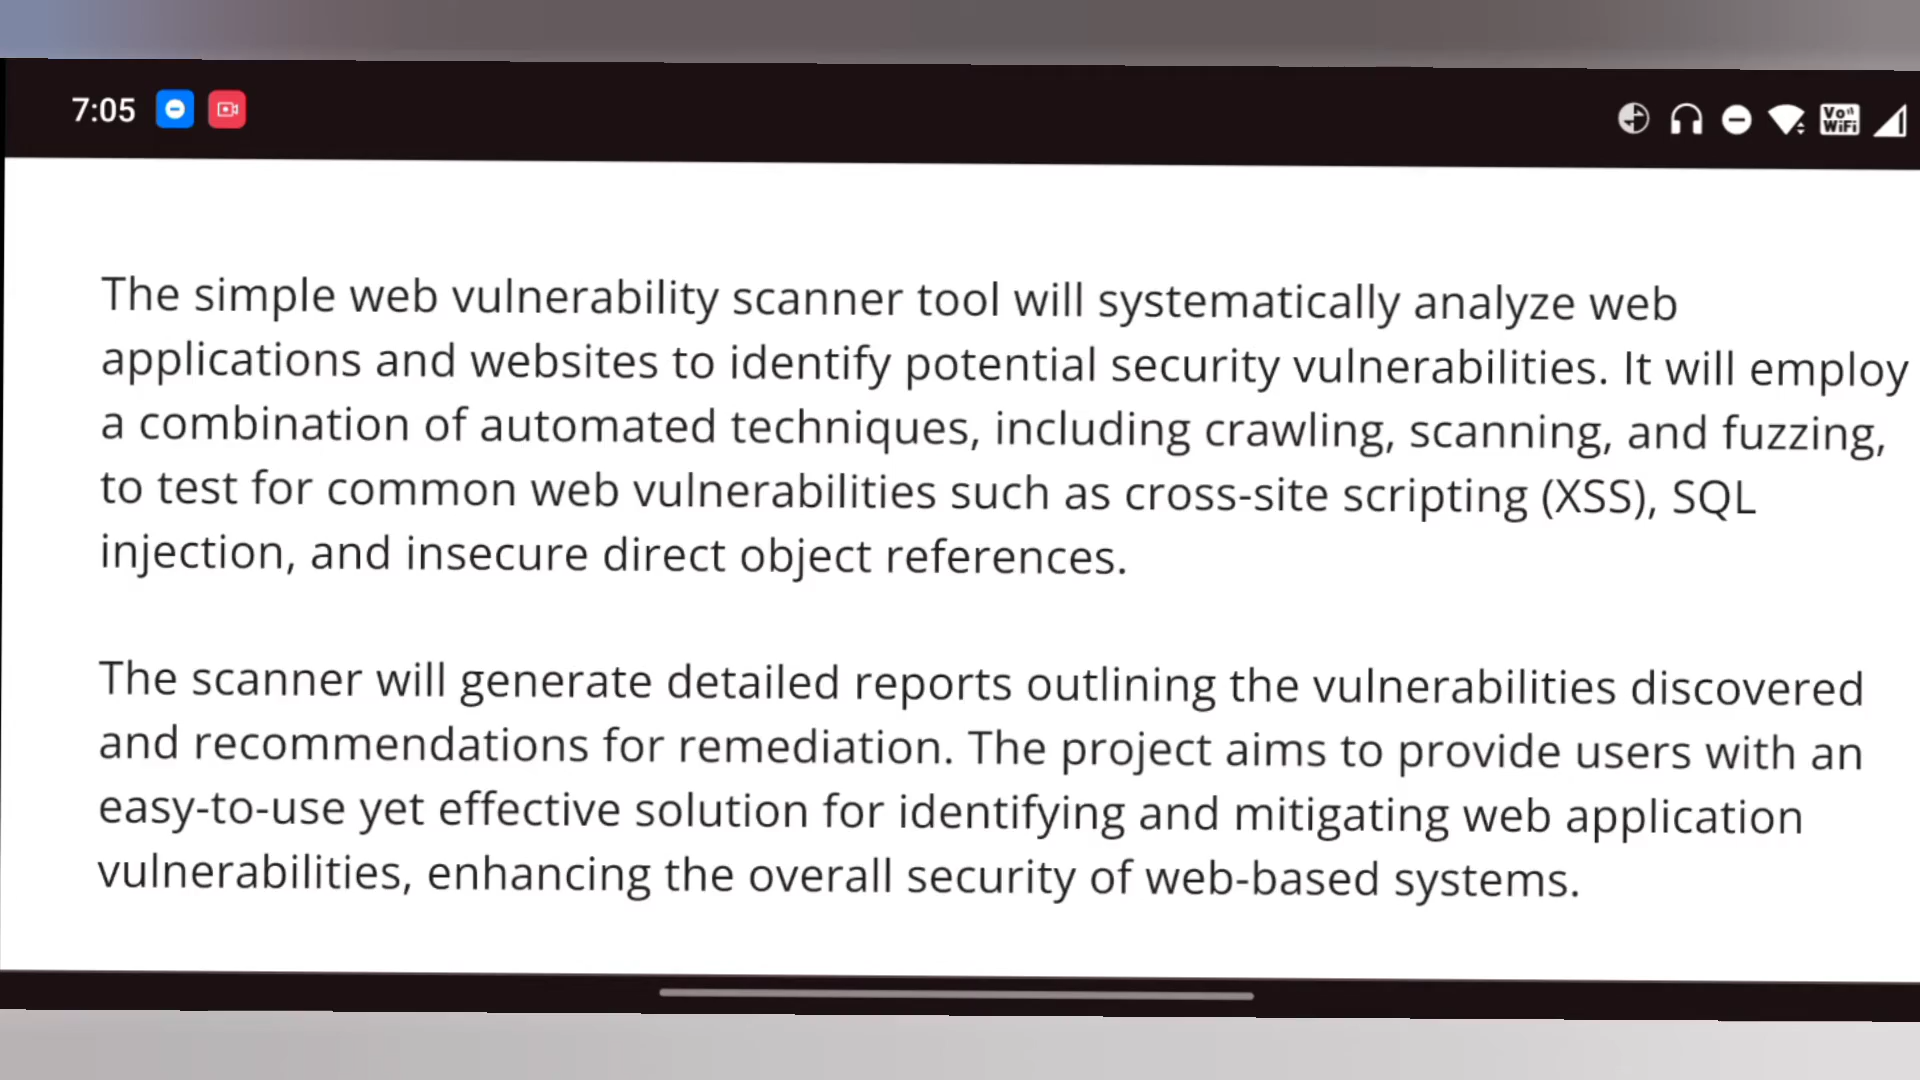 7:05
Vo
WiFi
The simple web vulnerability scanner tool will systematically analyze web
applications and websites to identify potential security vulnerabilities. It will employ
a combination of automated techniques, including crawling, scanning, and fuzzing,
to test for common web vulnerabilities such as cross-site scripting (XSS), SQL
injection, and insecure direct object references.
The scanner will generate detailed reports outlining the vulnerabilities discovered
and recommendations for remediation. The project aims to provide users with an
easy-to-use yet effective solution for identifying and mitigating web application
vulnerabilities, enhancing the overall security of web-based systems.